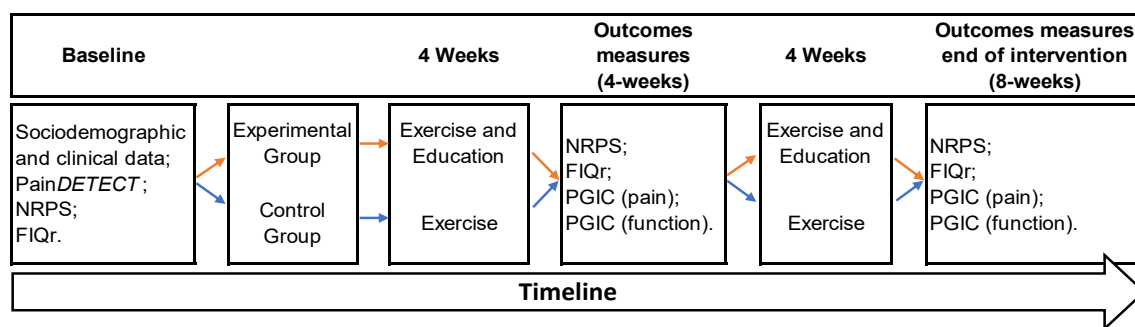 Baseline
4 Weeks
Outcomes
measures
(4-weeks)
4 Weeks
Outcomes measures
end of intervention
(8-weeks)
Sociodemographic
and clinical data;
PainDETECT ;
NRPS;
FIQr.
Experimental
Group
Control
Group
Exercise and
Education
Exercise
NRPS;
FIQr;
PGIC (pain);
PGIC (function).
Exercise and
Education
Exercise
NRPS;
FIQr;
PGIC (pain);
PGIC (function).
Timeline